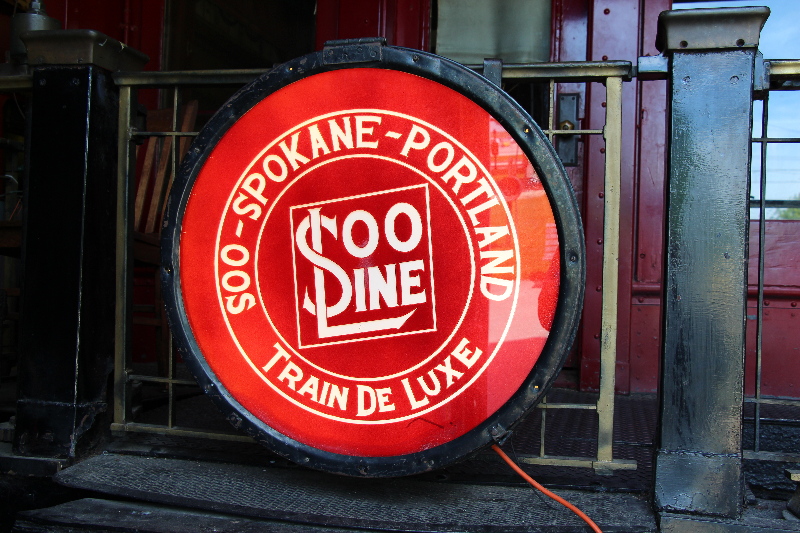 SOO-SPOKANE-PORTLAND
SOO
LINE
TRAIN DE LUXE